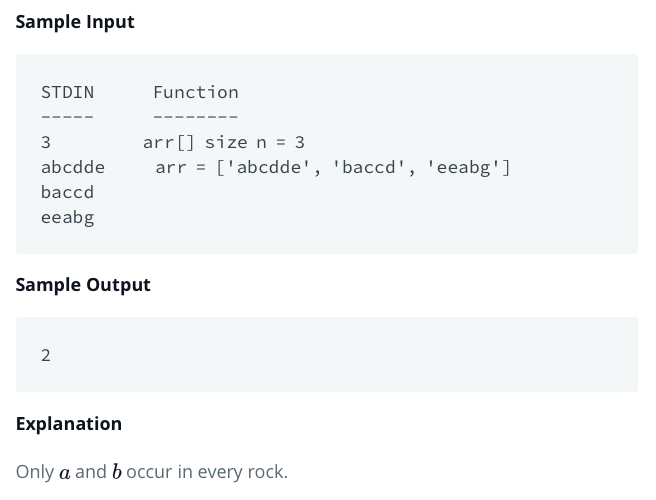 Sample Input
STDIN Function
----- --------
3 arr[] size n = 3
abcdde arr = ['abcdde', 'baccd', 'eeabg']
baccd
eeabg
Sample Output
2
Explanation
Only a and b occur in every rock.